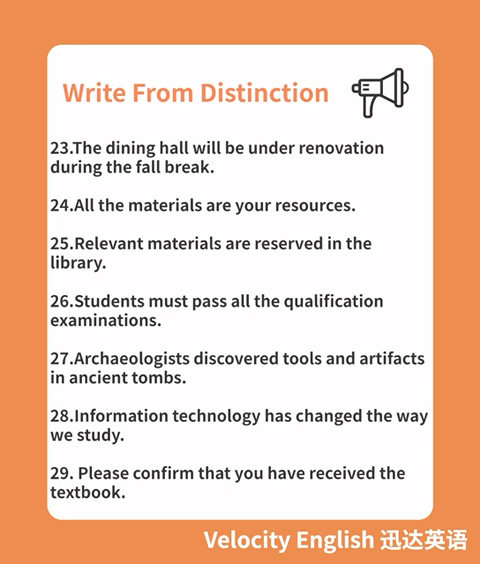 Write From Distinction
23.The dining hall will be under renovation
during the fall break.
24.All the materials are your resources.
25.Relevant materials are reserved in the
library.
26.Students must pass all the qualification
examinations.
27.Archaeologists discovered tools and artifacts
in ancient tombs.
28.Information technology has changed the way
we study.
29. Please confirm that you have received the
textbook.
Velocity English 迅达英语